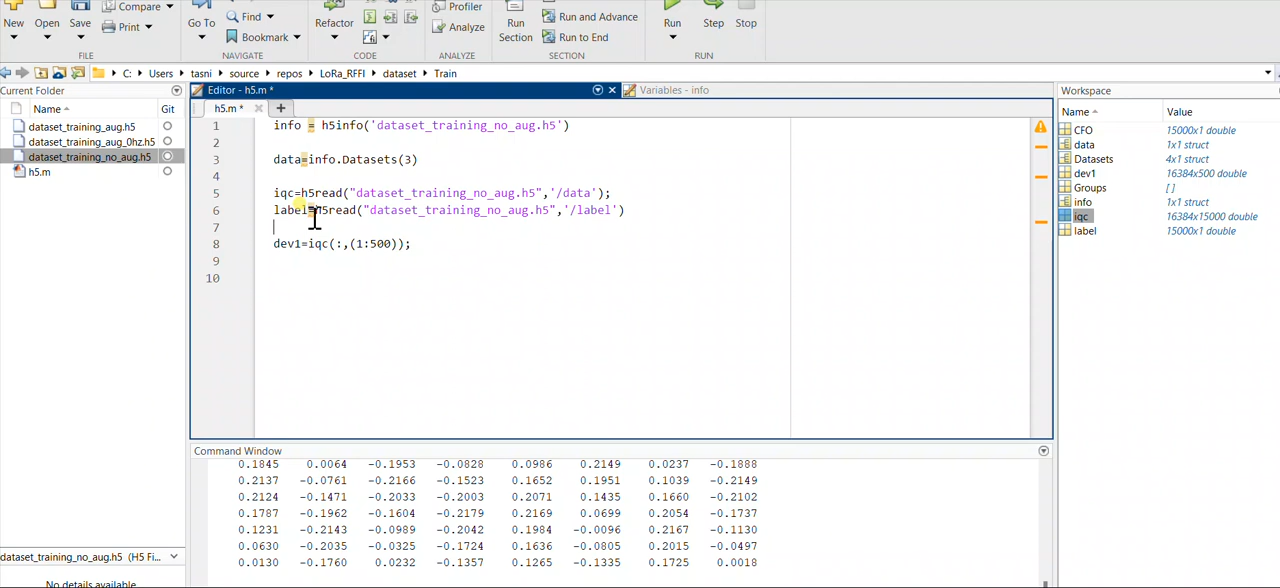 New
Open
Save
Compare
Print
FILE
Go To
Find
Bookmark
NAVIGATE
Refactor
CODE
Profiler
Analyze
ANALYZE
Run
Section
Run and Advance
Run to End
SECTION
Run
Step
Stop
RUN
C: Users tasni source repos LoRa_RFFI dataset Train
Current Folder
Name Git
dataset_training_aug.h5
dataset_training_aug_0hz.h5
dataset_training_no_aug.h5
h5.m
dataset_training_no_aug.h5 (H5 Fi...
No details available
Editor - h5.m *
Variables - info
h5.m *
1 info = h5info('dataset_training_no_aug.h5')
2
3 data=info.Datasets(3)
4
5 iqc=h5read("dataset_training_no_aug.h5",'/data');
6 label=h5read("dataset_training_no_aug.h5",'/label')
7
8 dev1=iqc(:,(1:500));
9
10
Command Window
0.1845 0.0064 -0.1953 -0.0828 0.0986 0.2149 0.0237 -0.1888
0.2137 -0.0761 -0.2166 -0.1523 0.1652 0.1951 0.1039 -0.2149
0.2124 -0.1471 -0.2033 -0.2003 0.2071 0.1435 0.1660 -0.2102
0.1787 -0.1962 -0.1604 -0.2179 0.2169 0.0699 0.2054 -0.1737
0.1231 -0.2143 -0.0989 -0.2042 0.1984 -0.0096 0.2167 -0.1130
0.0630 -0.2035 -0.0325 -0.1724 0.1636 -0.0805 0.2015 -0.0497
0.0130 -0.1760 0.0232 -0.1357 0.1265 -0.1335 0.1725 0.0018
Workspace
Name Value
CFO 15000x1 double
data 1x1 struct
Datasets 4x1 struct
dev1 16384x500 double
Groups []
info 1x1 struct
iqc 16384x15000 double
label 15000x1 double